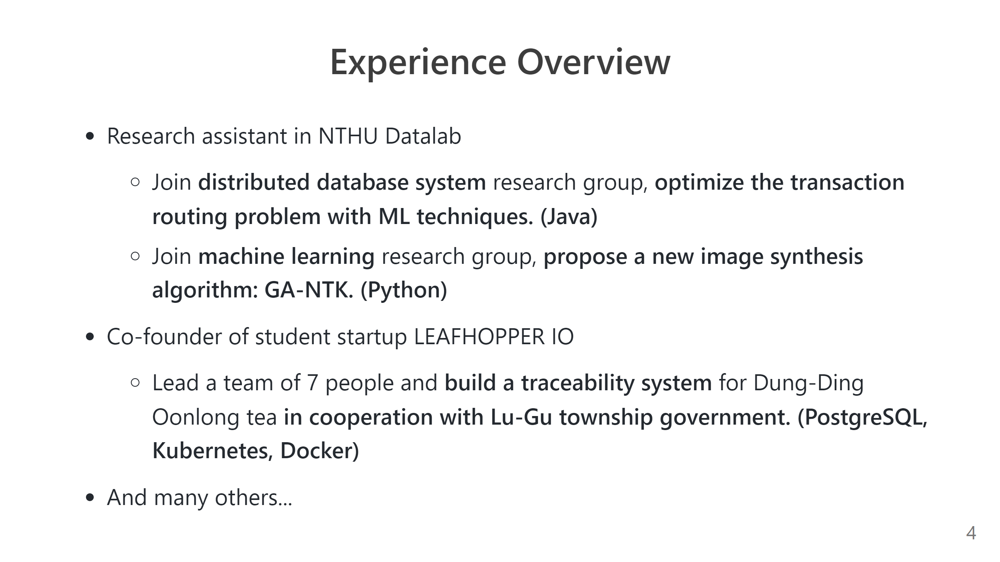 Experience Overview
• Research assistant in NTHU Datalab
○ Join distributed database system research group, optimize the transaction
routing problem with ML techniques. (Java)
○ Join machine learning research group, propose a new image synthesis
algorithm: GA-NTK. (Python)
• Co-founder of student startup LEAFHOPPER IO
○ Lead a team of 7 people and build a traceability system for Dung-Ding
Oonlong tea in cooperation with Lu-Gu township government. (PostgreSQL,
Kubernetes, Docker)
• And many others...
4